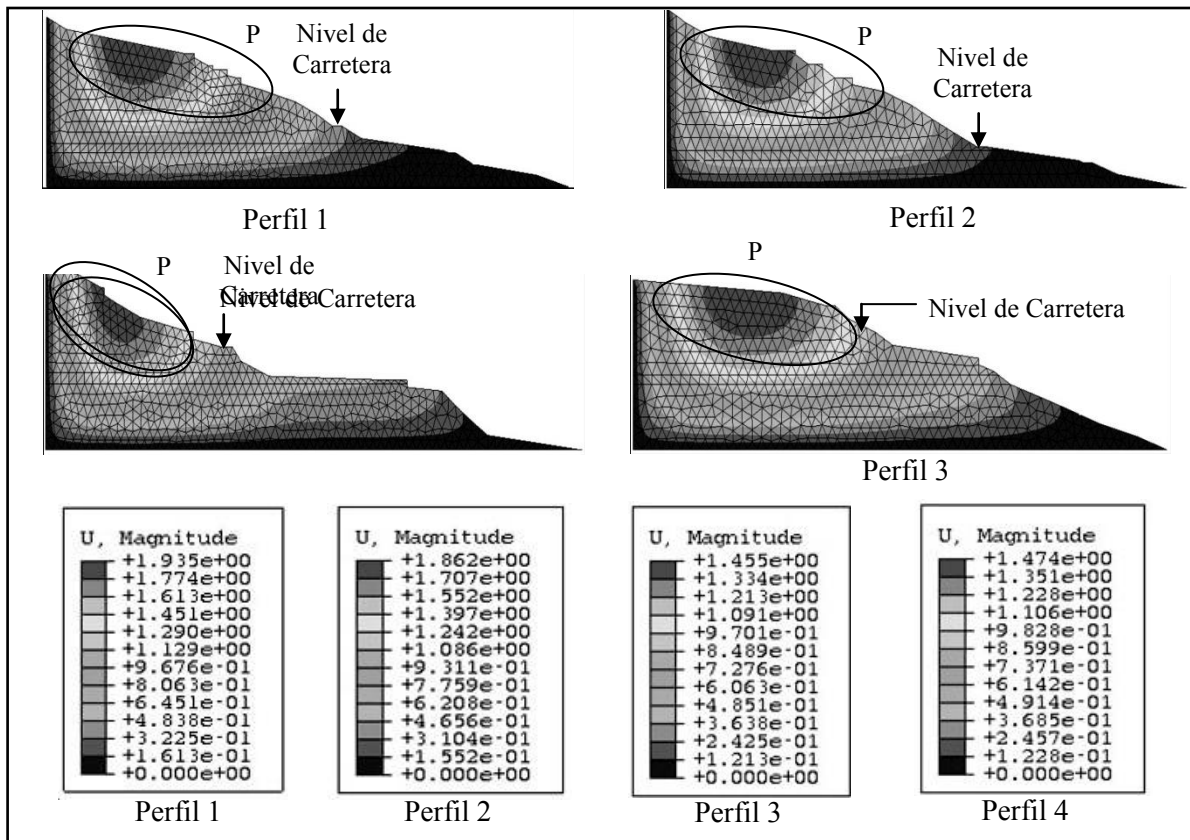 P
Nivel de
Carretera
Perfil 1
P
Nivel de
Carretera
Perfil 2
P
Nivel de
Carretera
Nivel de Carretera
P
Nivel de Carretera
Perfil 3
U, Magnitude
+1.935e+00
+1.774e+00
+1.613e+00
+1.451e+00
+1.290e+00
+1.129e+00
+9.676e-01
+8.063e-01
+6.451e-01
+4.838e-01
+3.225e-01
+1.613e-01
+0.000e+00
Perfil 1
U, Magnitude
+1.862e+00
+1.707e+00
+1.552e+00
+1.397e+00
+1.242e+00
+1.086e+00
+9.311e-01
+7.759e-01
+6.208e-01
+4.656e-01
+3.104e-01
+1.552e-01
+0.000e+00
Perfil 2
U, Magnitude
+1.455e+00
+1.334e+00
+1.213e+00
+1.091e+00
+9.701e-01
+8.489e-01
+7.276e-01
+6.063e-01
+4.851e-01
+3.638e-01
+2.425e-01
+1.213e-01
+0.000e+00
Perfil 3
U, Magnitude
+1.474e+00
+1.351e+00
+1.228e+00
+1.106e+00
+9.828e-01
+8.599e-01
+7.371e-01
+6.142e-01
+4.914e-01
+3.685e-01
+2.457e-01
+1.228e-01
+0.000e+00
Perfil 4